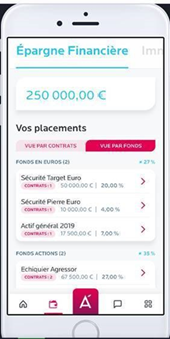 Épargne Financière Imm
250 000,00 €
Vos placements
VUE PAR CONTRATS VUE PAR FONDS
FONDS EN EUROS (2) + 27 %
Sécurité Target Euro
CONTRATS : 1 50 000,00 € | 20,00 %
Sécurité Pierre Euro
CONTRATS : 1 10 000,00 € | 4,00 %
Actif général 2019
CONTRATS : 1 17 500,00 € | 7,00 %
FONDS ACTIONS (2) + 35 %
Echiquier Agressor
CONTRATS : 2 67 500,00 € | 27,00 %
A